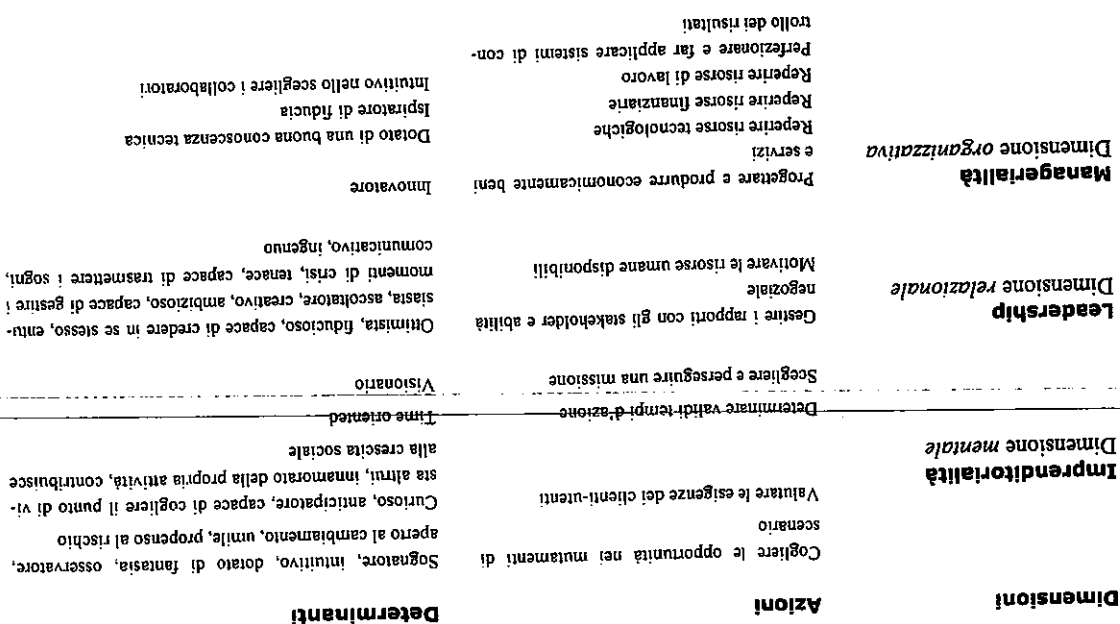 Dimensioni Azioni Determinanti
Imprenditorialità
Dimensione mentale
Cogliere le opportunità nei mutamenti di
scenario
Sognatore, intuitivo, dotato di fantasia, osservatore,
aperto al cambiamento, umile, propenso al rischio
Valutare le esigenze dei clienti-utenti
Curioso, anticipatore, capace di cogliere il punto di vi-
sta altrui, innamorato della propria attività, contribuisce
alla crescita sociale
Determinare validi tempi d'azione
Time oriented
Scegliere e perseguire una missione
Visionario
Leadership
Dimensione relazionale
Gestire i rapporti con gli stakeholder e abilità
negoziale
Motivare le risorse umane disponibili
Ottimista, fiducioso, capace di credere in se stesso, entu-
siasta, ascoltatore, creativo, ambizioso, capace di gestire i
momenti di crisi, tenace, capace di trasmettere i sogni,
comunicativo, ingenuo
Managerialità
Dimensione organizzativa
Progettare e produrre economicamente beni
e servizi
Innovatore
Reperire risorse tecnologiche
Dotato di una buona conoscenza tecnica
Reperire risorse finanziarie
Ispiratore di fiducia
Reperire risorse di lavoro
Intuitivo nello scegliere i collaboratori
Perfezionare e far applicare sistemi di con-
trollo dei risultati